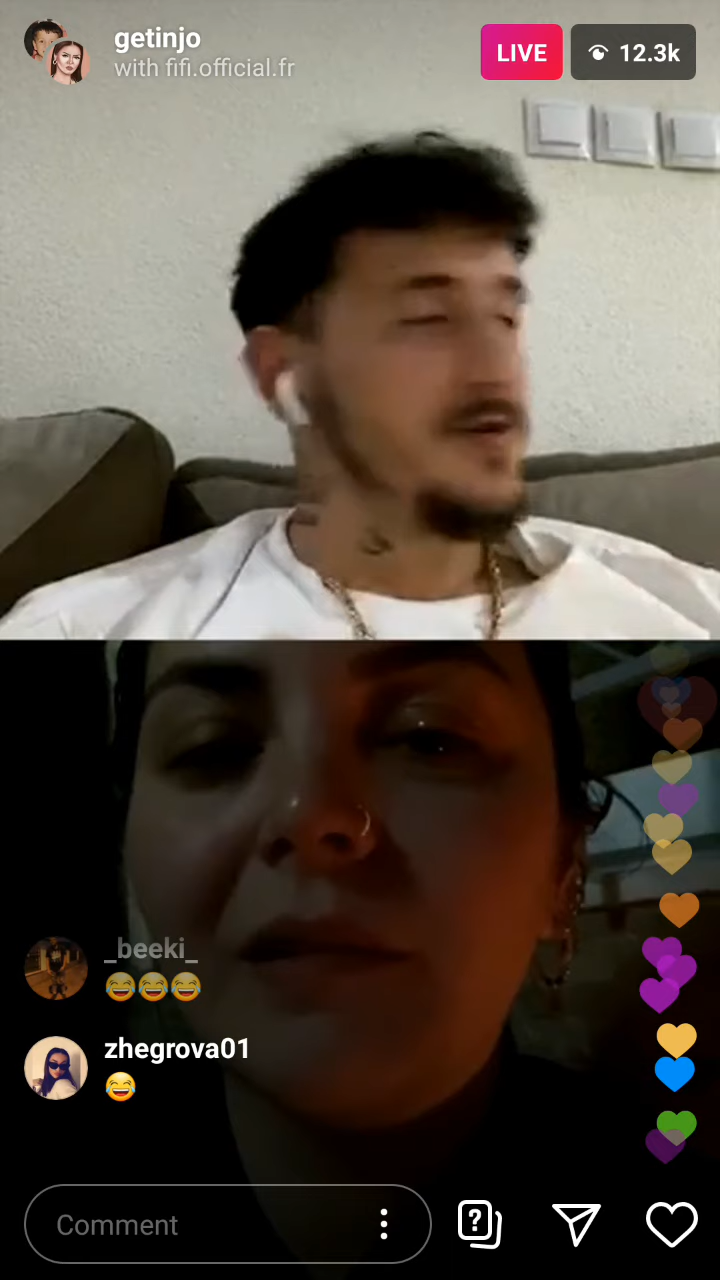 getinjo
with fifi.official.fr
LIVE
12.3k
_beeki_
😂😂😂
zhegrova01
😂
Comment
?